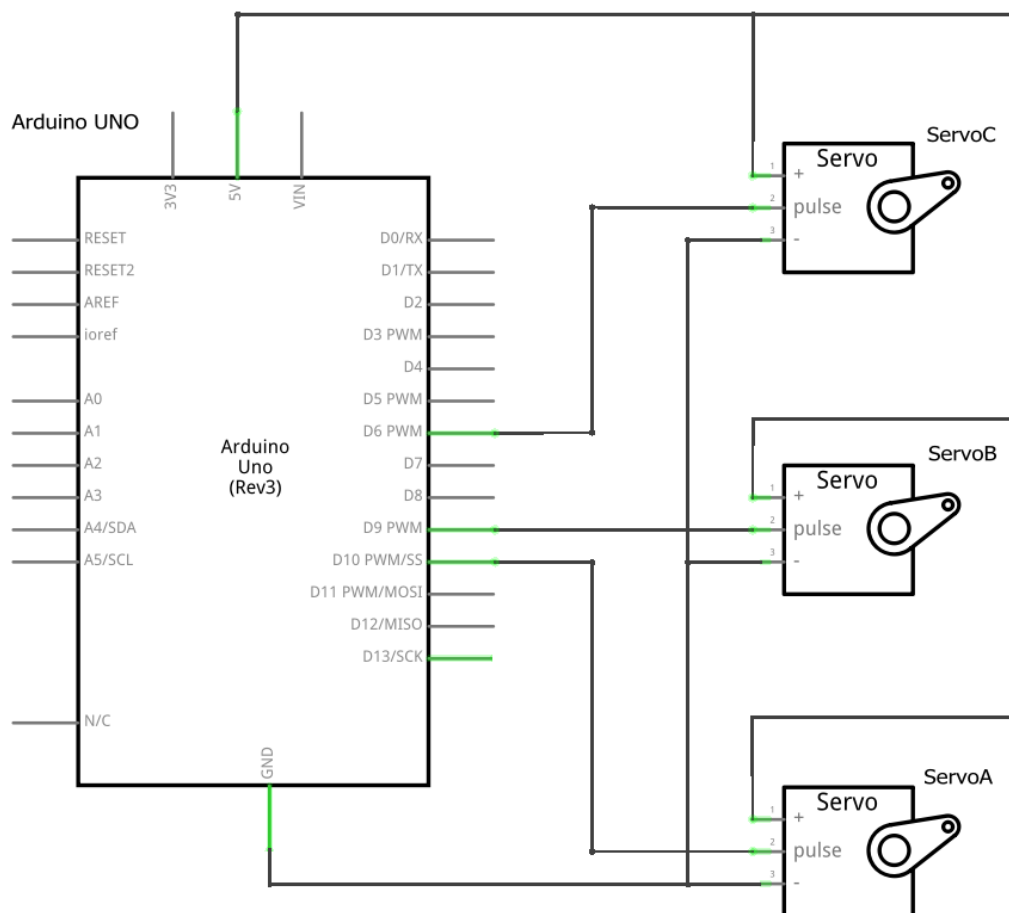 Arduino UNO
3V3
5V
VIN
RESET
RESET2
AREF
ioref
A0
A1
A2
A3
A4/SDA
A5/SCL
N/C
Arduino
Uno
(Rev3)
D0/RX
D1/TX
D2
D3 PWM
D4
D5 PWM
D6 PWM
D7
D8
D9 PWM
D10 PWM/SS
D11 PWM/MOSI
D12/MISO
D13/SCK
GND
ServoC
Servo
1 +
2 pulse
3 -
ServoB
Servo
1 +
2 pulse
3 -
ServoA
Servo
1 +
2 pulse
3 -